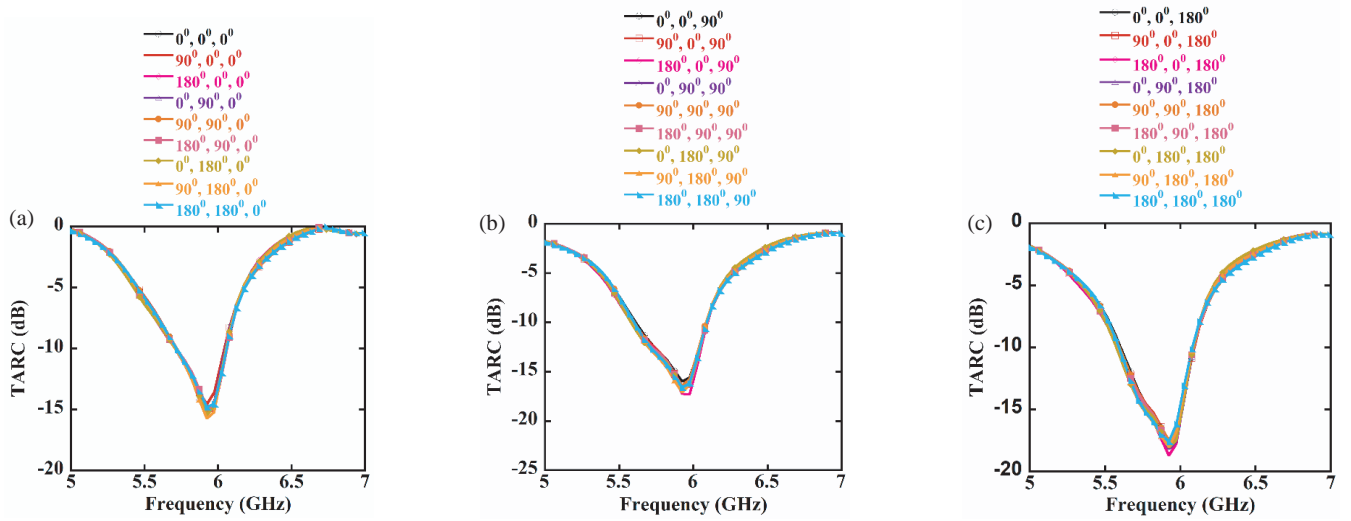 (a)
0⁰, 0⁰, 0⁰
90⁰, 0⁰, 0⁰
180⁰, 0⁰, 0⁰
0⁰, 90⁰, 0⁰
90⁰, 90⁰, 0⁰
180⁰, 90⁰, 0⁰
0⁰, 180⁰, 0⁰
90⁰, 180⁰, 0⁰
180⁰, 180⁰, 0⁰
TARC (dB)
0
-5
-10
-15
-20
5 5.5 6 6.5 7
Frequency (GHz)
(b)
0⁰, 0⁰, 90⁰
90⁰, 0⁰, 90⁰
180⁰, 0⁰, 90⁰
0⁰, 90⁰, 90⁰
90⁰, 90⁰, 90⁰
180⁰, 90⁰, 90⁰
0⁰, 180⁰, 90⁰
90⁰, 180⁰, 90⁰
180⁰, 180⁰, 90⁰
TARC (dB)
0
-5
-10
-15
-20
-25
5 5.5 6 6.5 7
Frequency (GHz)
(c)
0⁰, 0⁰, 180⁰
90⁰, 0⁰, 180⁰
180⁰, 0⁰, 180⁰
0⁰, 90⁰, 180⁰
90⁰, 90⁰, 180⁰
180⁰, 90⁰, 180⁰
0⁰, 180⁰, 180⁰
90⁰, 180⁰, 180⁰
180⁰, 180⁰, 180⁰
TARC (dB)
0
-5
-10
-15
-20
5 5.5 6 6.5 7
Frequency (GHz)